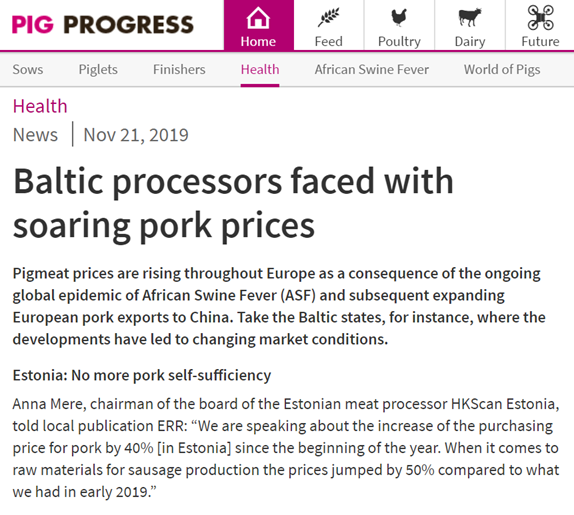 PIG PROGRESS
Home
Feed
Poultry
Dairy
Future
Sows
Piglets
Finishers
Health
African Swine Fever
World of Pigs
Health
News | Nov 21, 2019
Baltic processors faced with
soaring pork prices
Pigmeat prices are rising throughout Europe as a consequence of the ongoing
global epidemic of African Swine Fever (ASF) and subsequent expanding
European pork exports to China. Take the Baltic states, for instance, where the
developments have led to changing market conditions.
Estonia: No more pork self-sufficiency
Anna Mere, chairman of the board of the Estonian meat processor HKScan Estonia,
told local publication ERR: “We are speaking about the increase of the purchasing
price for pork by 40% [in Estonia] since the beginning of the year. When it comes to
raw materials for sausage production the prices jumped by 50% compared to what
we had in early 2019.”